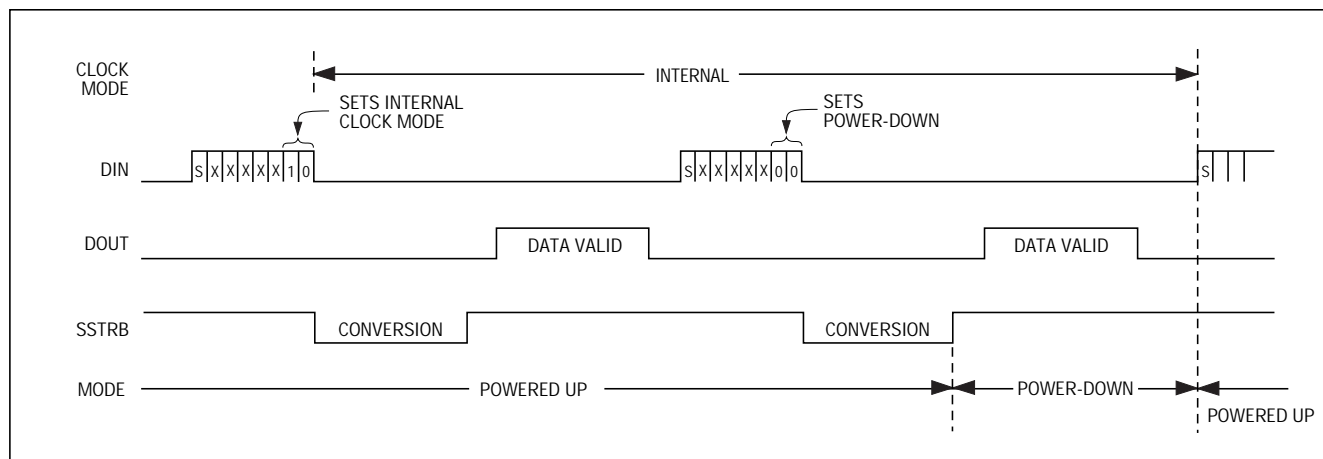 CLOCK
MODE
INTERNAL
SETS INTERNAL
CLOCK MODE
SETS
POWER-DOWN
DIN
S X X X X X 1 0
S X X X X X 0 0
S
DOUT
DATA VALID
DATA VALID
SSTRB
CONVERSION
CONVERSION
MODE
POWERED UP
POWER-DOWN
POWERED UP